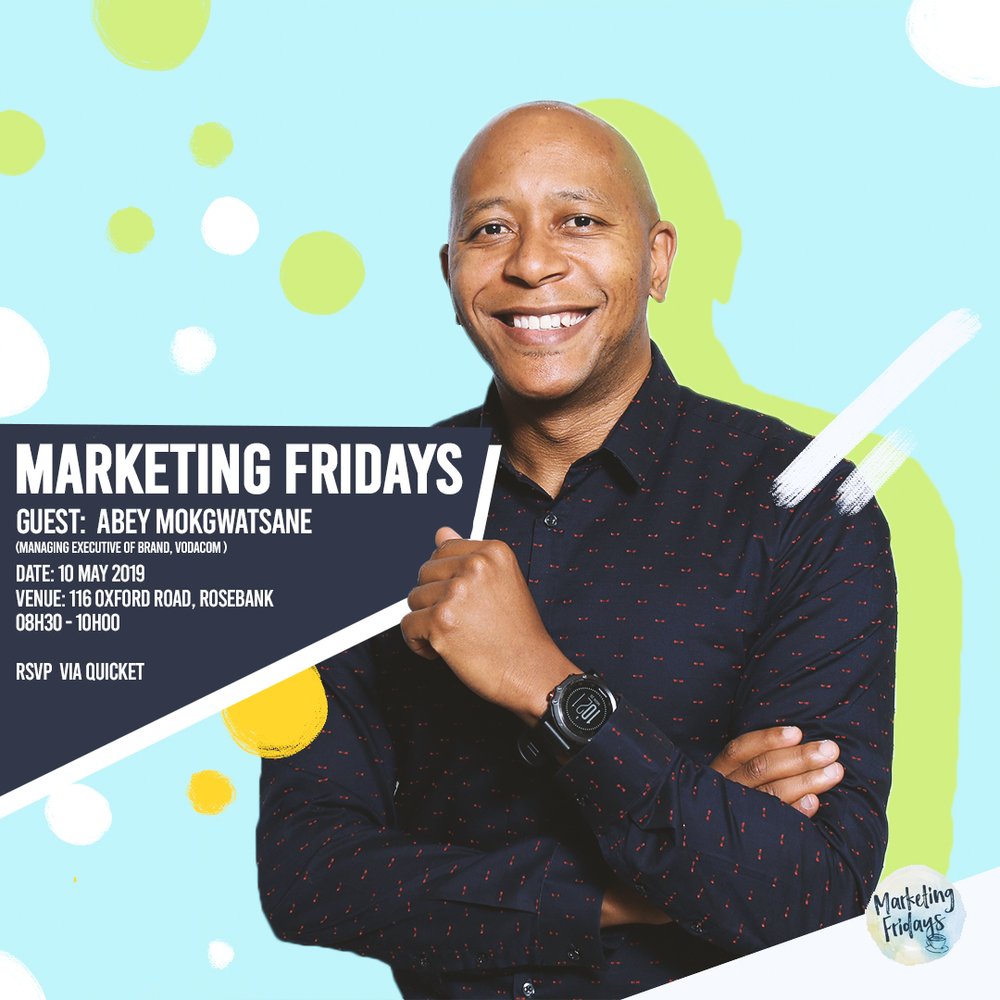 MARKETING FRIDAYS
GUEST: ABEY MOKGWATSANE
(MANAGING EXECUTIVE OF BRAND, VODACOM )
DATE: 10 MAY 2019
VENUE: 116 OXFORD ROAD, ROSEBANK
08H30 - 10H00
RSVP VIA QUICKET
Marketing
Fridays